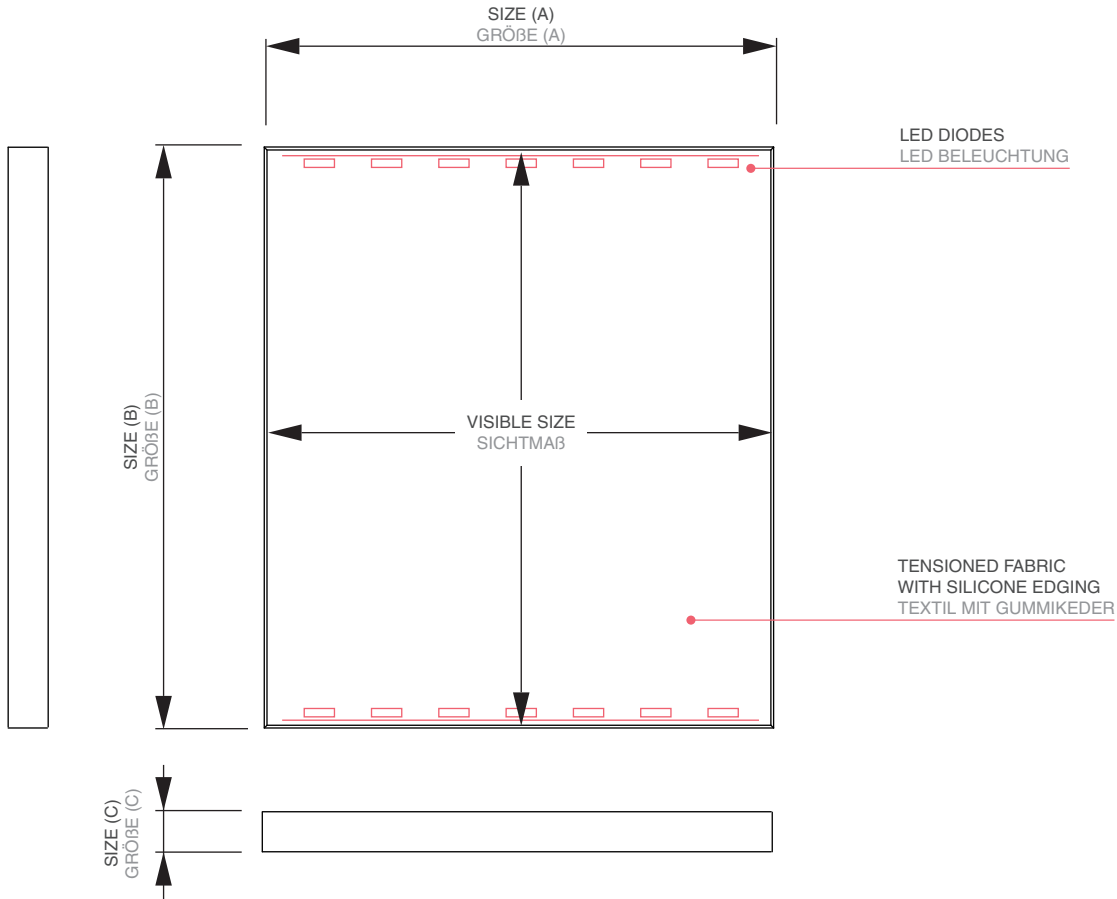 SIZE (A)
GRÖßE (A)
LED DIODES
LED BELEUCHTUNG
SIZE (B)
GRÖßE (B)
VISIBLE SIZE
SICHTMAß
TENSIONED FABRIC
WITH SILICONE EDGING
TEXTIL MIT GUMMIKEDER
SIZE (C)
GRÖßE (C)